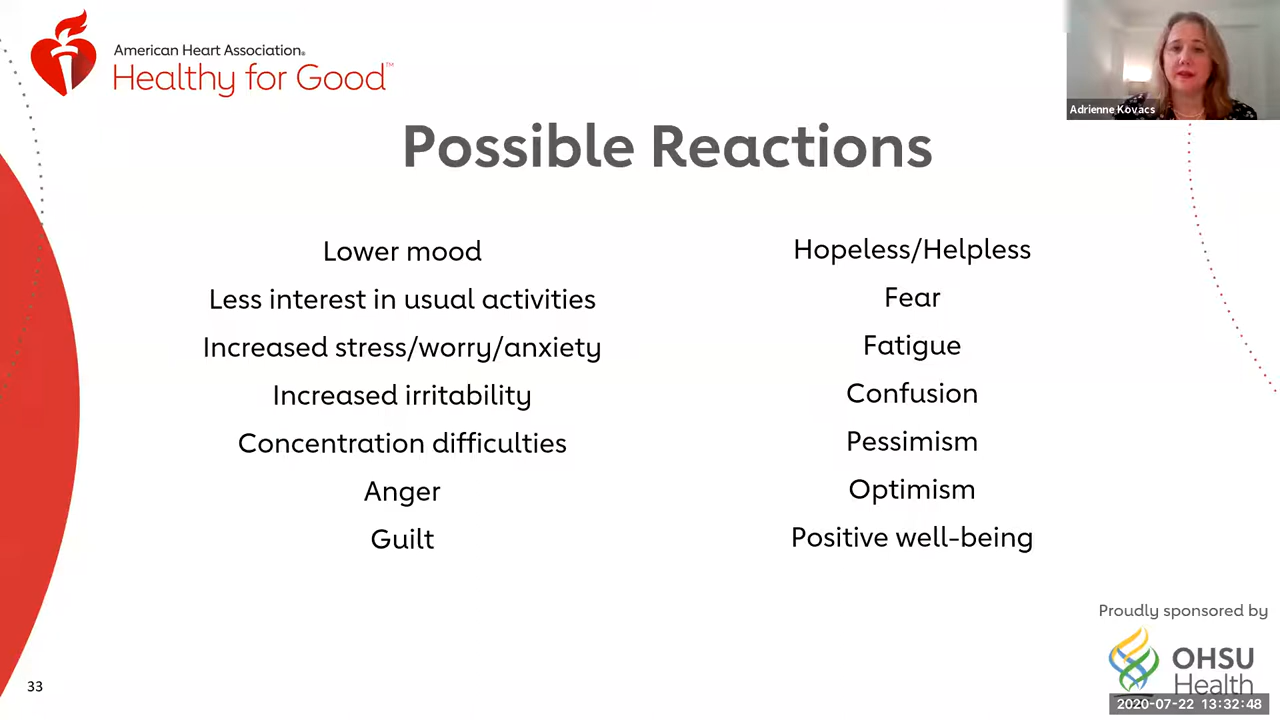 American Heart Association®
Healthy for Good™
Adrienne Kovacs
Possible Reactions
Lower mood
Less interest in usual activities
Increased stress/worry/anxiety
Increased irritability
Concentration difficulties
Anger
Guilt
Hopeless/Helpless
Fear
Fatigue
Confusion
Pessimism
Optimism
Positive well-being
Proudly sponsored by
OHSU
Health
2020-07-22 13:32:48
33